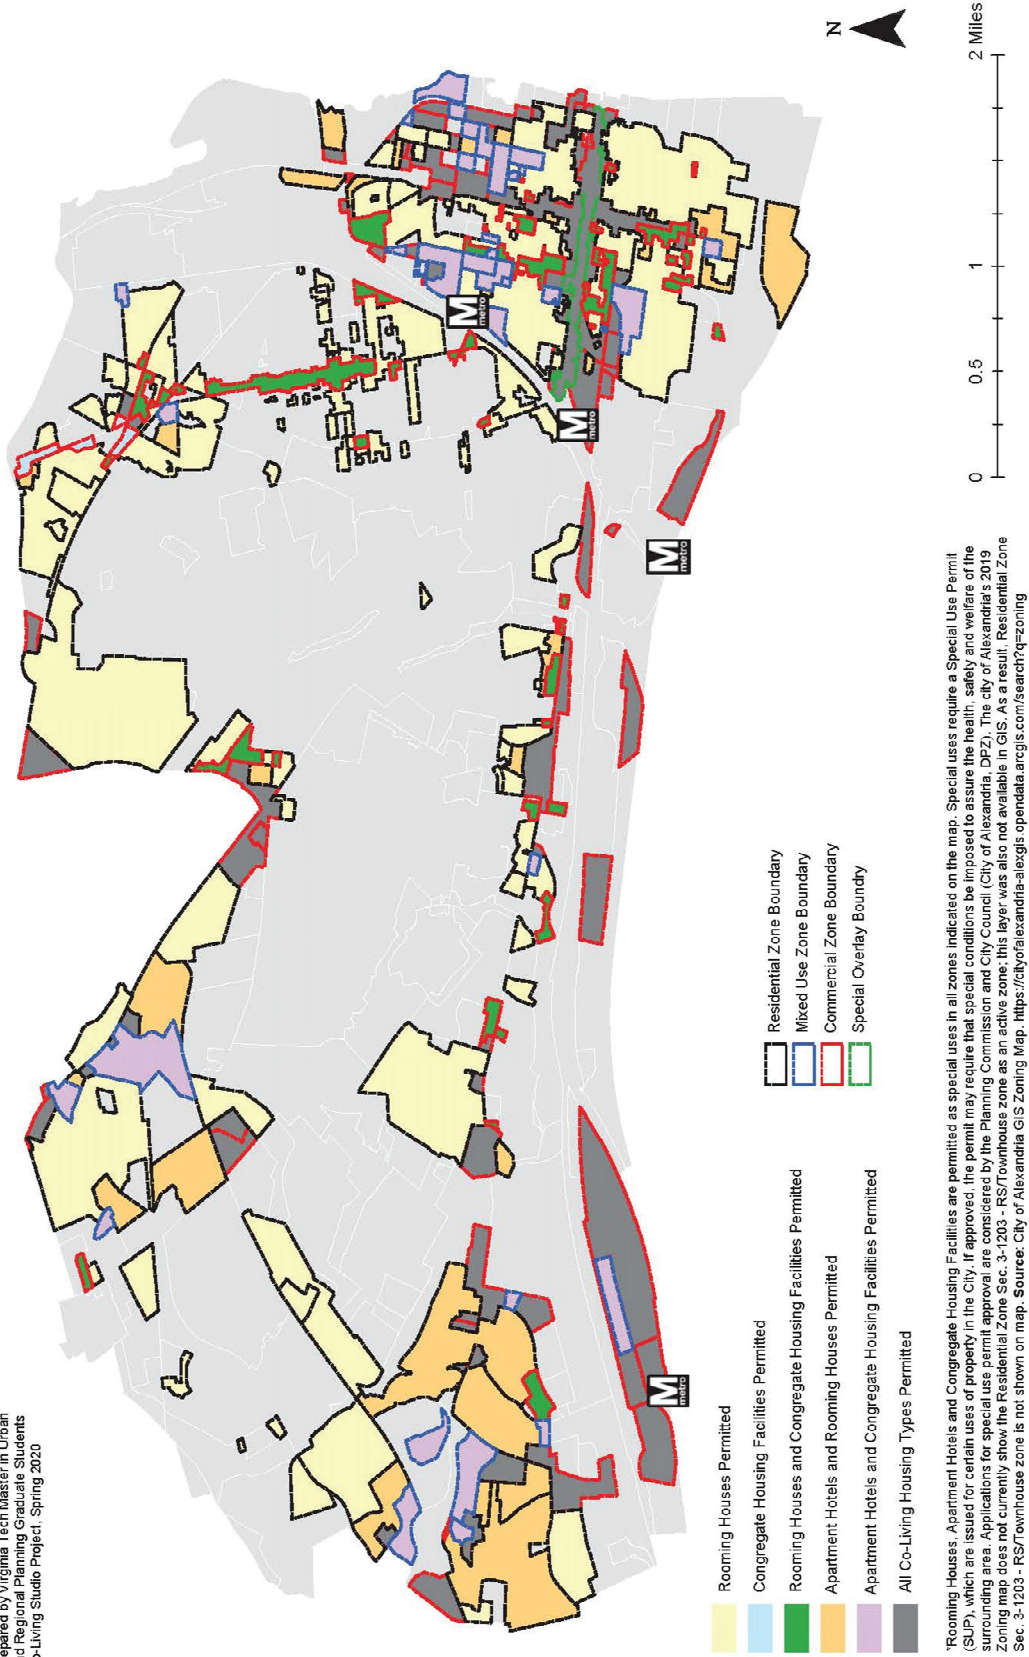 epared by Virginia Tech Master in Urban
d Regional Planning Graduate Students
o-Living Studio Project, Spring 2020
M
metro
M
metro
M
metro
M
metro
N
0 0.5 1 2 Miles
Rooming Houses Permitted
Congregate Housing Facilities Permitted
Rooming Houses and Congregate Housing Facilities Permitted
Apartment Hotels and Rooming Houses Permitted
Apartment Hotels and Congregate Housing Facilities Permitted
All Co-Living Housing Types Permitted
Residential Zone Boundary
Mixed Use Zone Boundary
Commercial Zone Boundary
Special Overlay Boundry
*Rooming Houses, Apartment Hotels and Congregate Housing Facilities are permitted as special uses in all zones indicated on the map. Special uses require a Special Use Permit
(SUP), which are issued for certain uses of property in the City. If approved, the permit may require that special conditions be imposed to assure the health, safety and welfare of the
surrounding area. Applications for special use permit approval are considered by the Planning Commission and City Council (City of Alexandria, DPZ). The city of Alexandria's 2019
Zoning map does not currently show the Residential Zone Sec. 3-1203 - RS/Townhouse zone as an active zone; this layer was also not available in GIS. As a result, Residential Zone
Sec. 3-1203 - RS/Townhouse zone is not shown on map. Source: City of Alexandria GIS Zoning Map. https://cityofalexandria-alexgis.opendata.arcgis.com/search?q=zoning